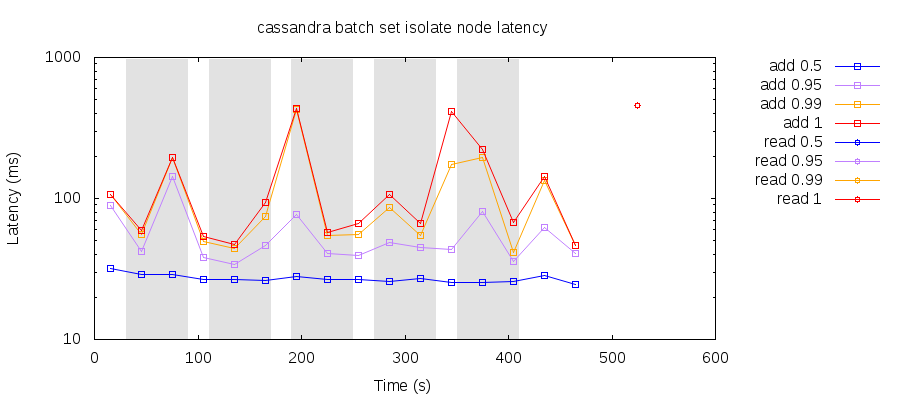 cassandra batch set isolate node latency
1000
100
10
Latency (ms)
0 100 200 300 400 500 600
Time (s)
add 0.5
add 0.95
add 0.99
add 1
read 0.5
read 0.95
read 0.99
read 1